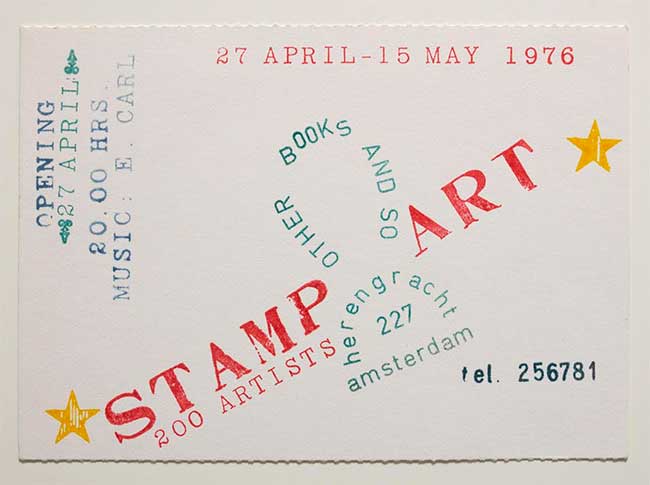 27 APRIL-15 MAY 1976
OPENING
27 APRIL
20.00 HRS.
MUSIC: E. CARL
OTHER BOOKS AND SO
STAMP ART
200 ARTISTS
herengracht
227
amsterdam
tel. 256781